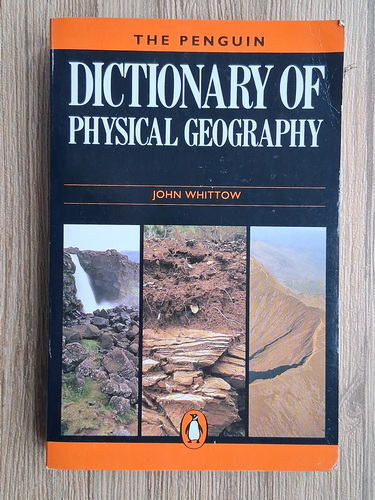 THE PENGUIN
DICTIONARY OF
PHYSICAL GEOGRAPHY
JOHN WHITTOW